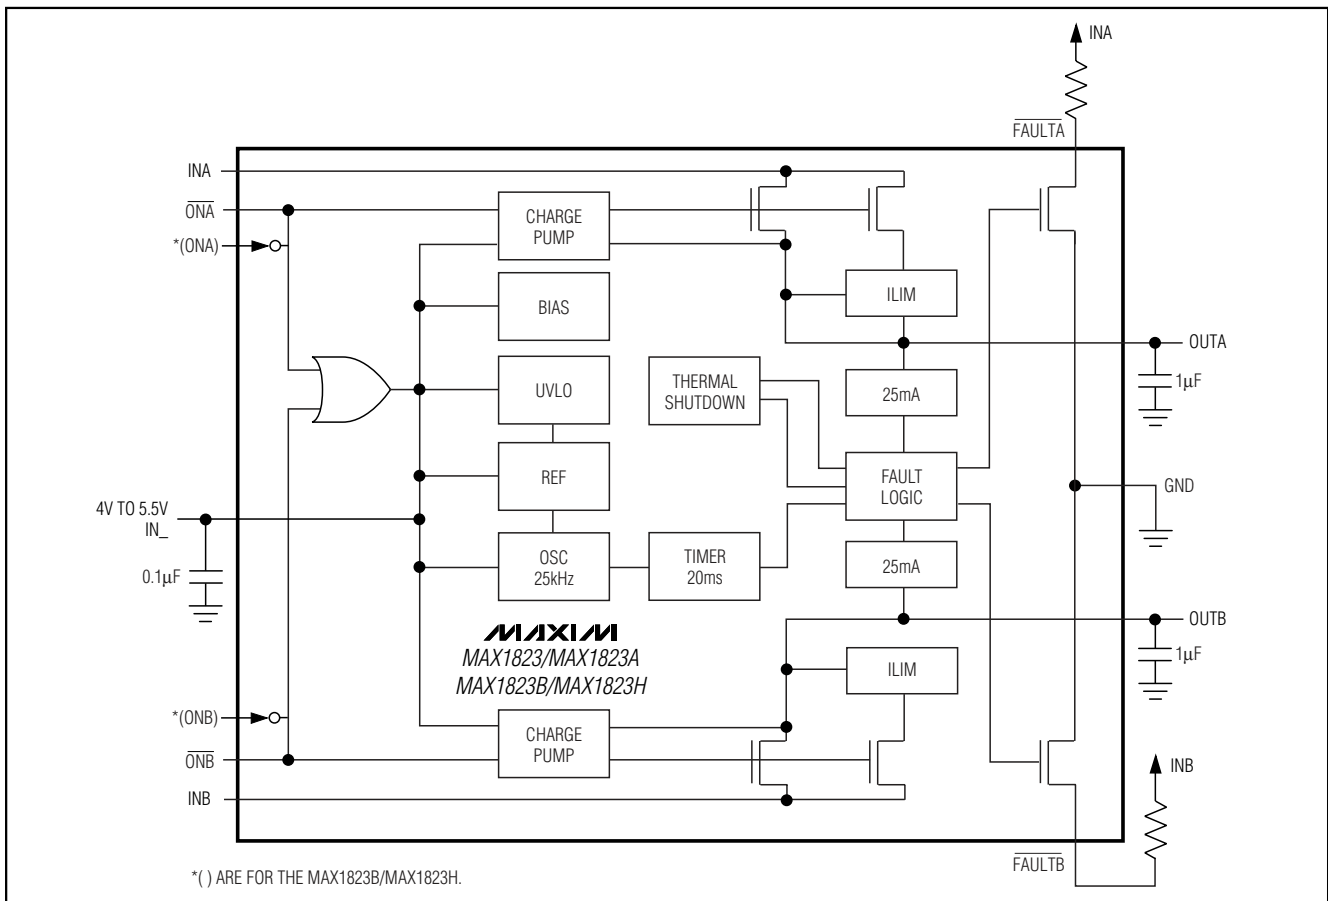 INA
FAULTA
INA
ONA
*(ONA)
CHARGE
PUMP
BIAS
ILIM
OUTA
1µF
UVLO
THERMAL
SHUTDOWN
25mA
REF
FAULT
LOGIC
GND
4V TO 5.5V
IN_
0.1µF
OSC
25kHz
TIMER
20ms
25mA
OUTB
1µF
MAXIM
MAX1823/MAX1823A
MAX1823B/MAX1823H
ILIM
*(ONB)
ONB
CHARGE
PUMP
INB
INB
FAULTB
*( ) ARE FOR THE MAX1823B/MAX1823H.